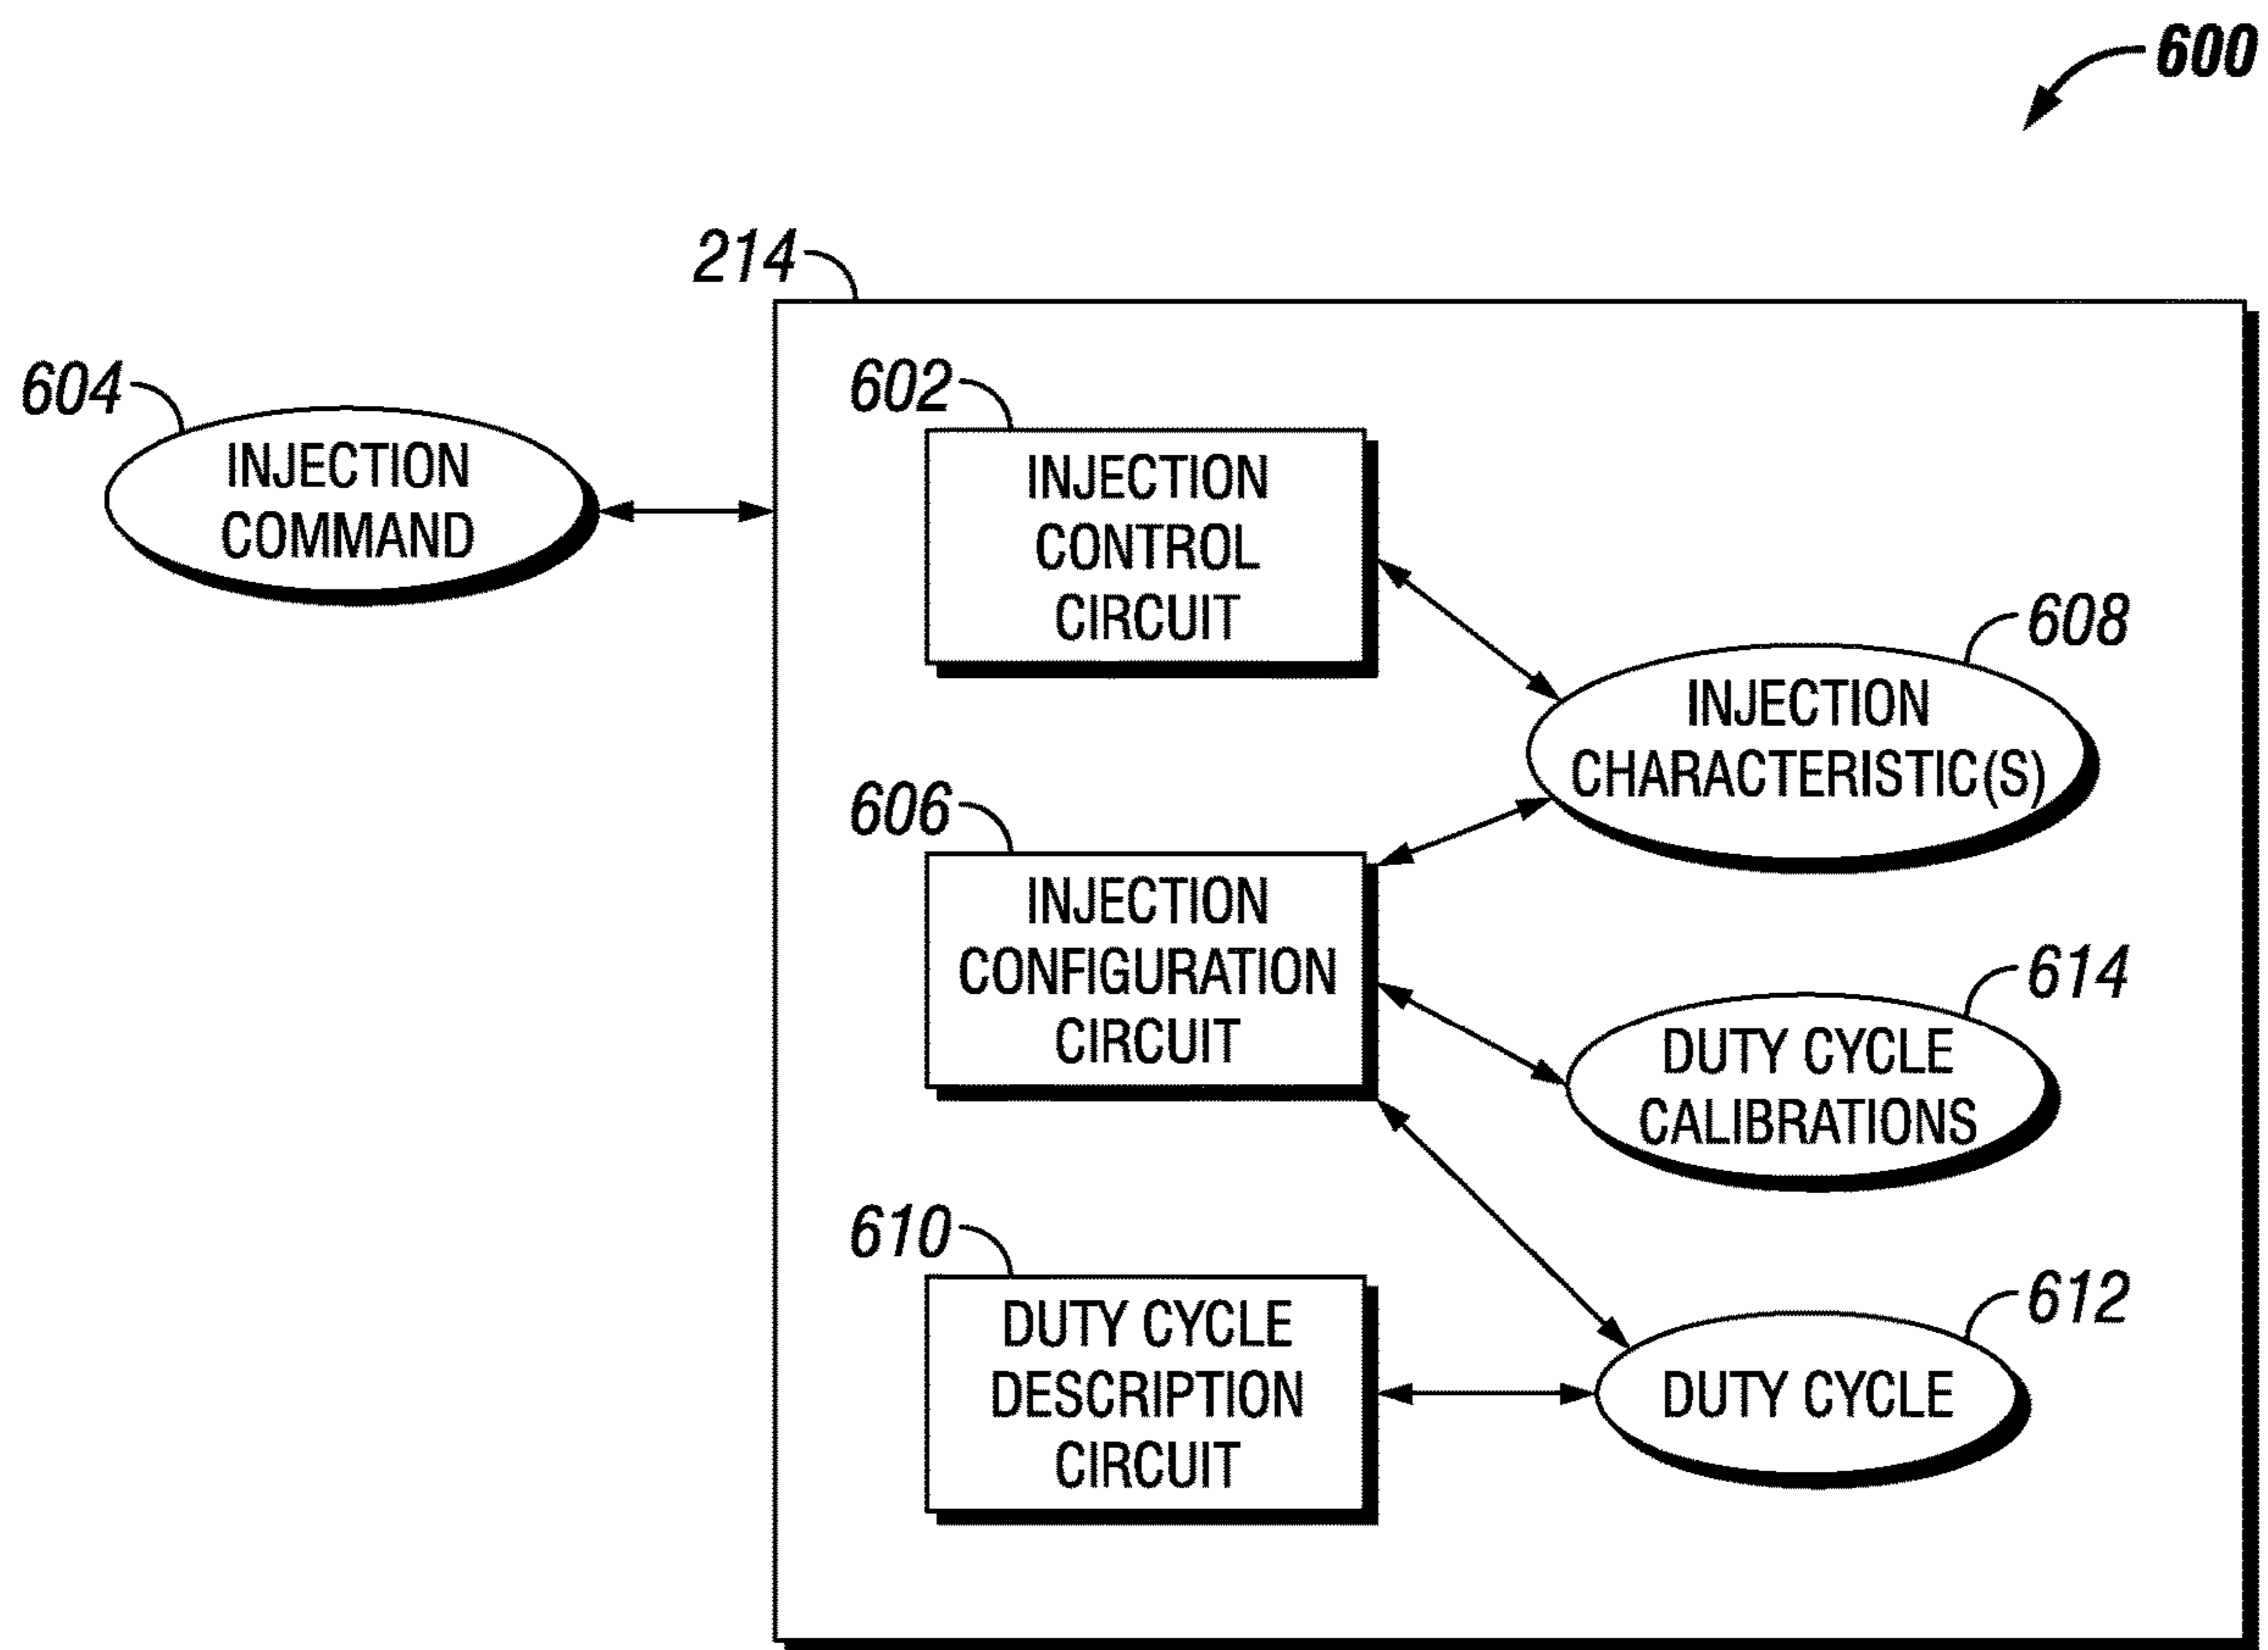 600
214
604
INJECTION
COMMAND
602
INJECTION
CONTROL
CIRCUIT
608
INJECTION
CHARACTERISTIC(S)
606
INJECTION
CONFIGURATION
CIRCUIT
614
DUTY CYCLE
CALIBRATIONS
610
DUTY CYCLE
DESCRIPTION
CIRCUIT
612
DUTY CYCLE